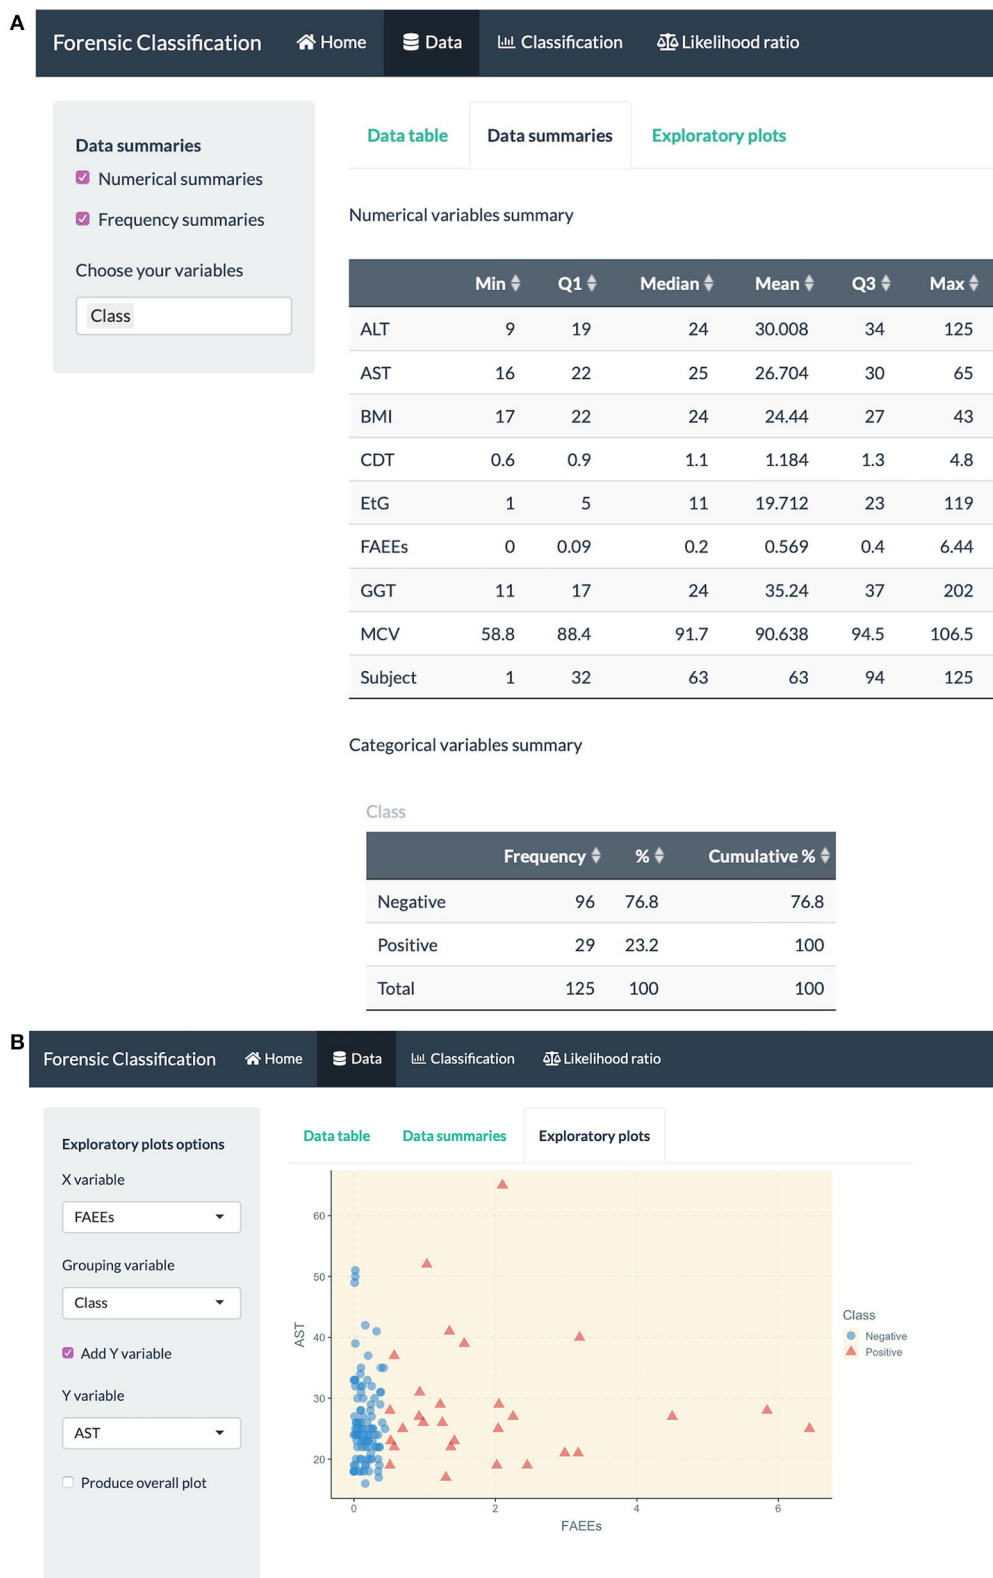 A
Forensic Classification Home Data Classification Likelihood ratio
Data summaries
Numerical summaries
Frequency summaries
Choose your variables
Class
Data table Data summaries Exploratory plots
Numerical variables summary
Min Q1 Median Mean Q3 Max
ALT 9 19 24 30.008 34 125
AST 16 22 25 26.704 30 65
BMI 17 22 24 24.44 27 43
CDT 0.6 0.9 1.1 1.184 1.3 4.8
EtG 1 5 11 19.712 23 119
FAEEs 0 0.09 0.2 0.569 0.4 6.44
GGT 11 17 24 35.24 37 202
MCV 58.8 88.4 91.7 90.638 94.5 106.5
Subject 1 32 63 63 94 125
Categorical variables summary
Class
Frequency % Cumulative %
Negative 96 76.8 76.8
Positive 29 23.2 100
Total 125 100 100
B
Forensic Classification Home Data Classification Likelihood ratio
Exploratory plots options
X variable
FAEEs
Grouping variable
Class
Add Y variable
Y variable
AST
Produce overall plot
Data table Data summaries Exploratory plots
60
50
40
30
20
AST
0 2 4 6
FAEEs
Class
Negative
Positive